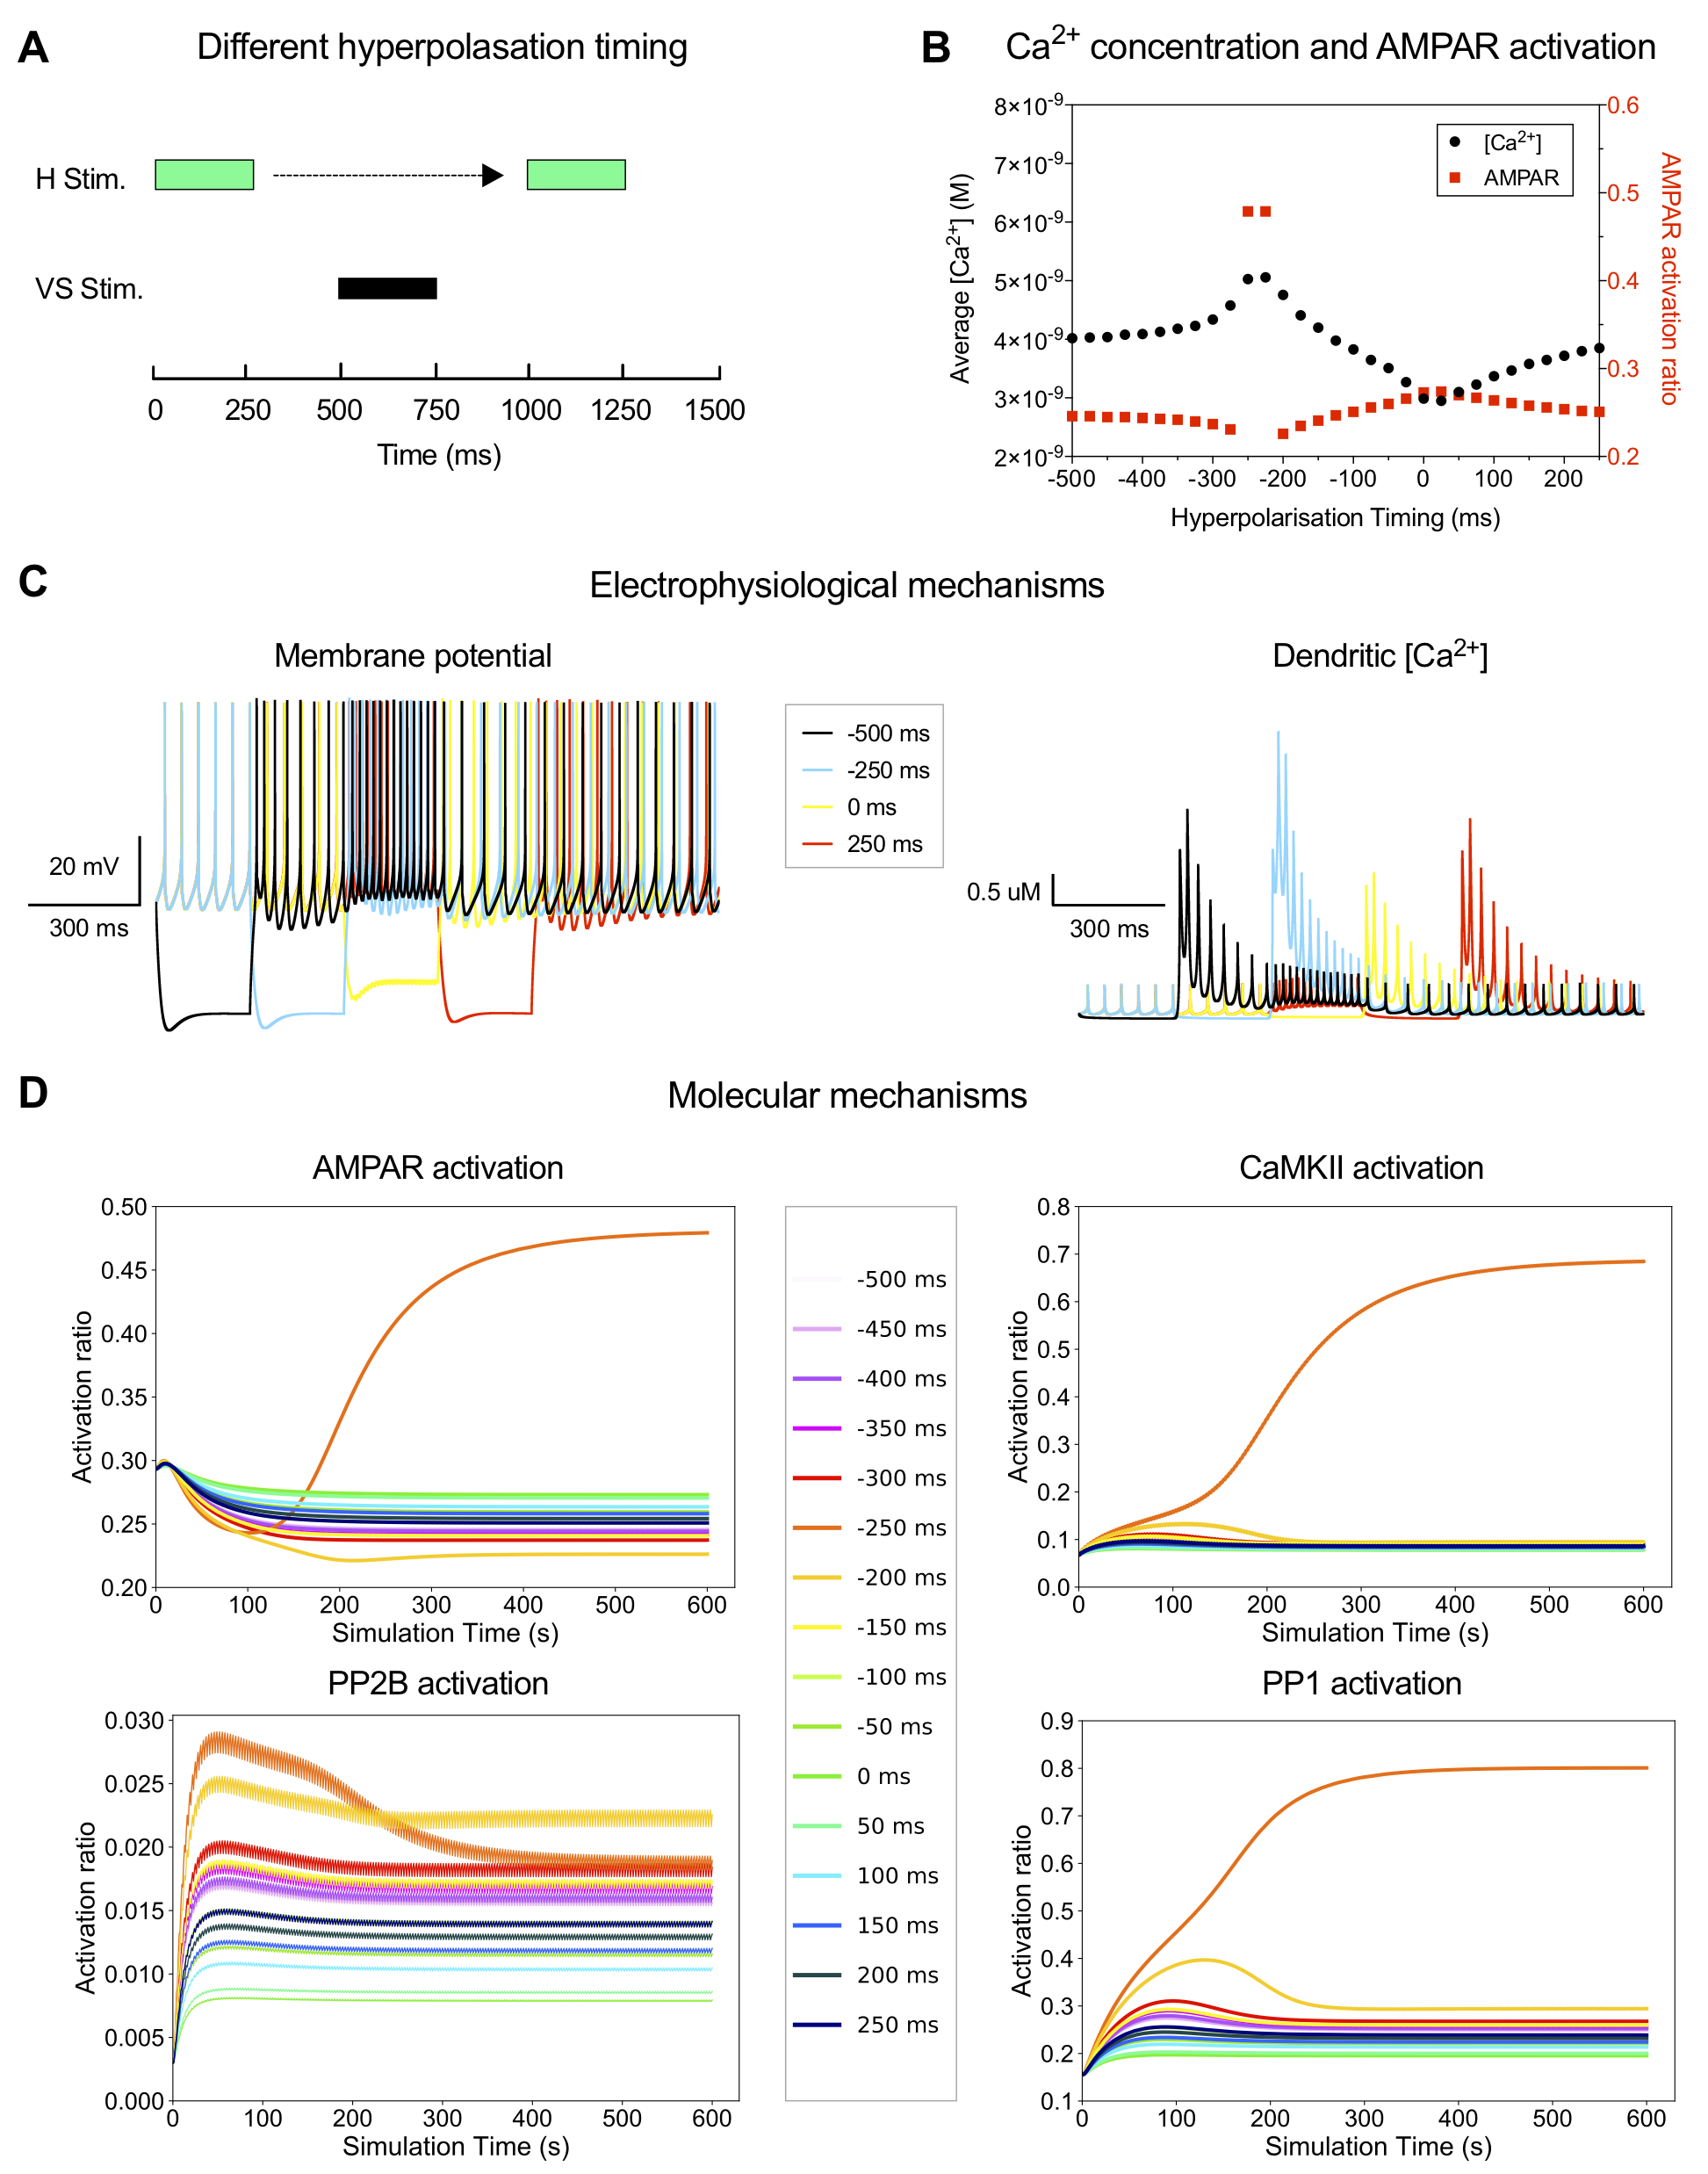 A
Different hyperpolasation timing
H Stim.
VS Stim.
0 250 500 750 1000 1250 1500
Time (ms)
B
Ca2+ concentration and AMPAR activation
8×10-9
7×10-9
6×10-9
5×10-9
4×10-9
3×10-9
2×10-9
Average [Ca2+] (M)
[Ca2+]
AMPAR
0.6
0.5
0.4
0.3
0.2
AMPAR activation ratio
-500 -400 -300 -200 -100 0 100 200
Hyperpolarisation Timing (ms)
C
Electrophysiological mechanisms
Membrane potential
20 mV
300 ms
-500 ms
-250 ms
0 ms
250 ms
Dendritic [Ca2+]
0.5 uM
300 ms
D
Molecular mechanisms
AMPAR activation
0.50
0.45
0.40
0.35
0.30
0.25
0.20
Activation ratio
0 100 200 300 400 500 600
Simulation Time (s)
-500 ms
-450 ms
-400 ms
-350 ms
-300 ms
-250 ms
-200 ms
-150 ms
-100 ms
-50 ms
0 ms
50 ms
100 ms
150 ms
200 ms
250 ms
CaMKII activation
0.8
0.7
0.6
0.5
0.4
0.3
0.2
0.1
0.0
Activation ratio
0 100 200 300 400 500 600
Simulation Time (s)
PP2B activation
0.030
0.025
0.020
0.015
0.010
0.005
0.000
Activation ratio
0 100 200 300 400 500 600
Simulation Time (s)
PP1 activation
0.9
0.8
0.7
0.6
0.5
0.4
0.3
0.2
0.1
Activation ratio
0 100 200 300 400 500 600
Simulation Time (s)